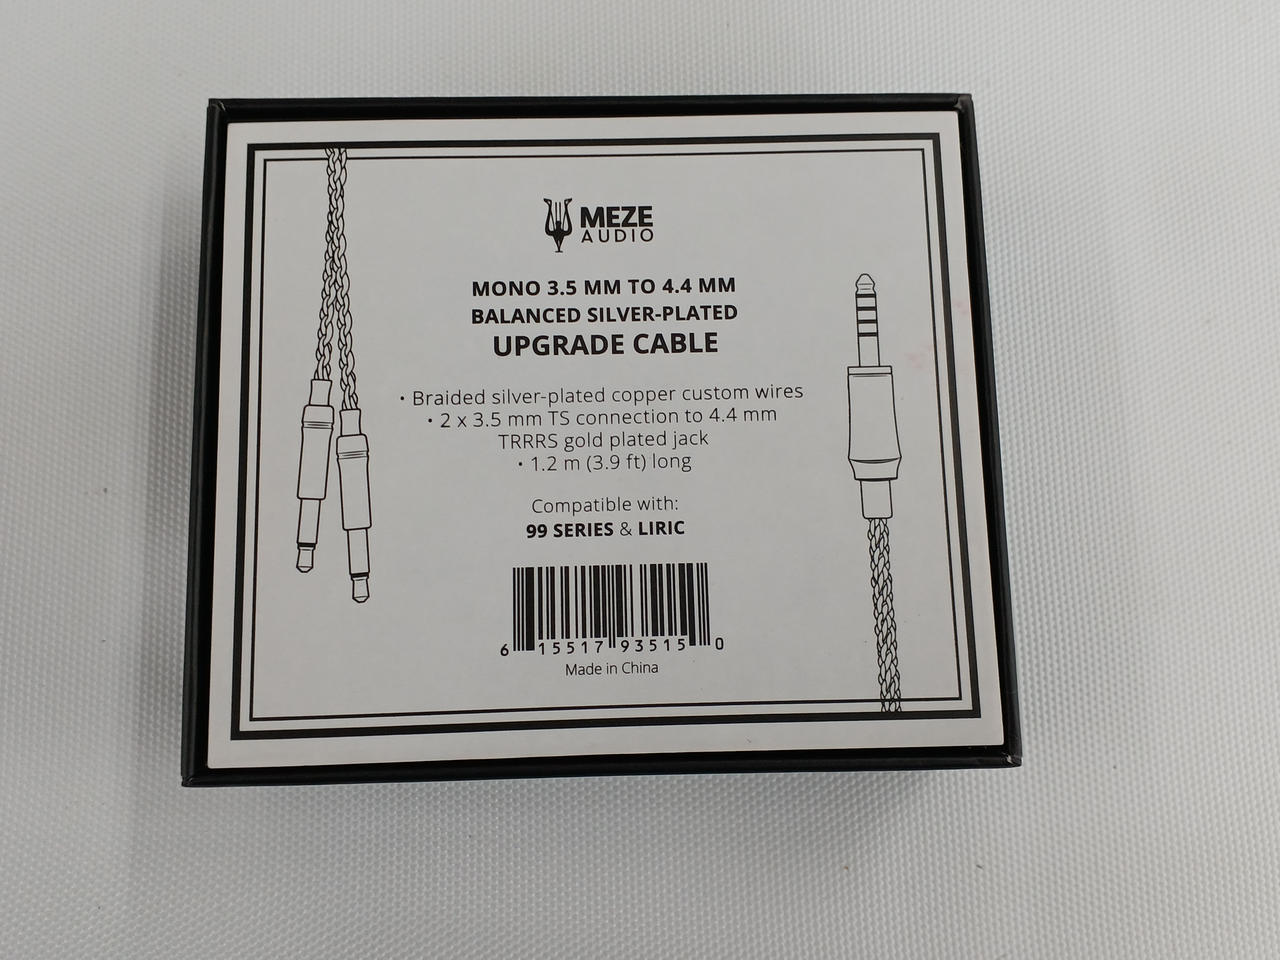 MEZE
AUDIO
MONO 3.5 MM TO 4.4 MM
BALANCED SILVER-PLATED
UPGRADE CABLE
• Braided silver-plated copper custom wires
• 2 x 3.5 mm TS connection to 4.4 mm
TRRRS gold plated jack
• 1.2 m (3.9 ft) long
Compatible with:
99 SERIES & LIRIC
6 15517 93515 0
Made in China